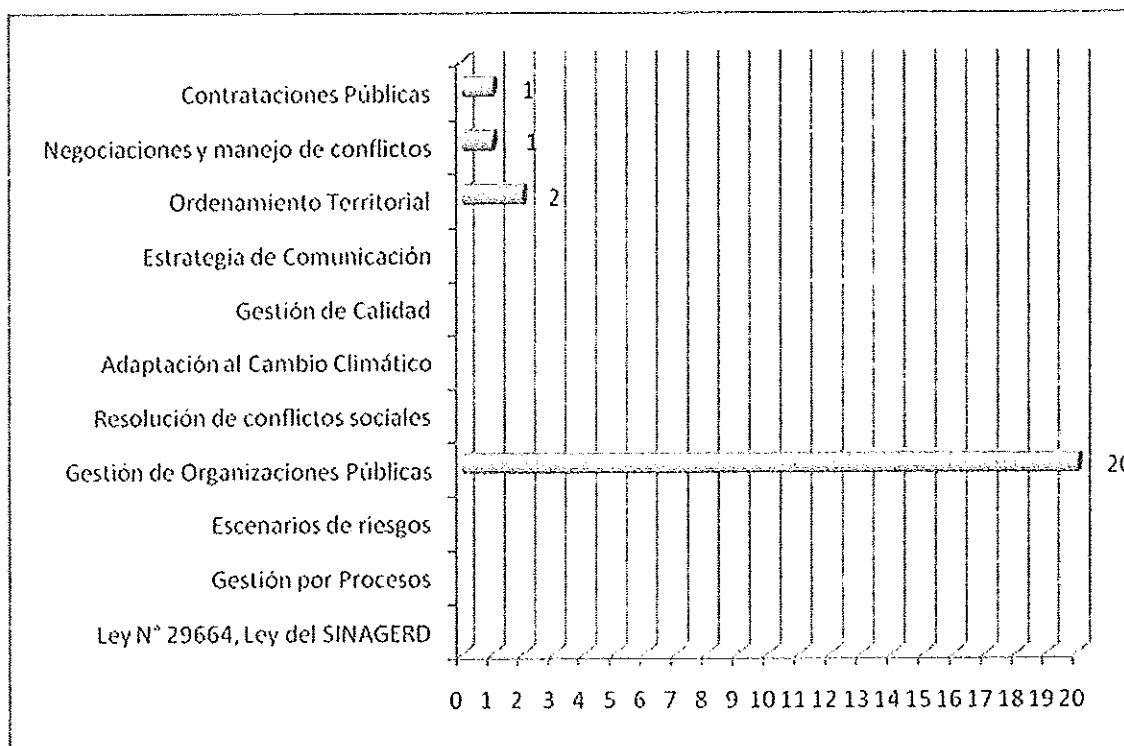 Contrataciones Públicas 1
Negociaciones y manejo de conflictos 1
Ordenamiento Territorial 2
Estrategia de Comunicación
Gestión de Calidad
Adaptación al Cambio Climático
Resolución de conflictos sociales
Gestión de Organizaciones Públicas 20
Escenarios de riesgos
Gestión por Procesos
Ley N° 29664, Ley del SINAGERD
0 1 2 3 4 5 6 7 8 9 10 11 12 13 14 15 16 17 18 19 20